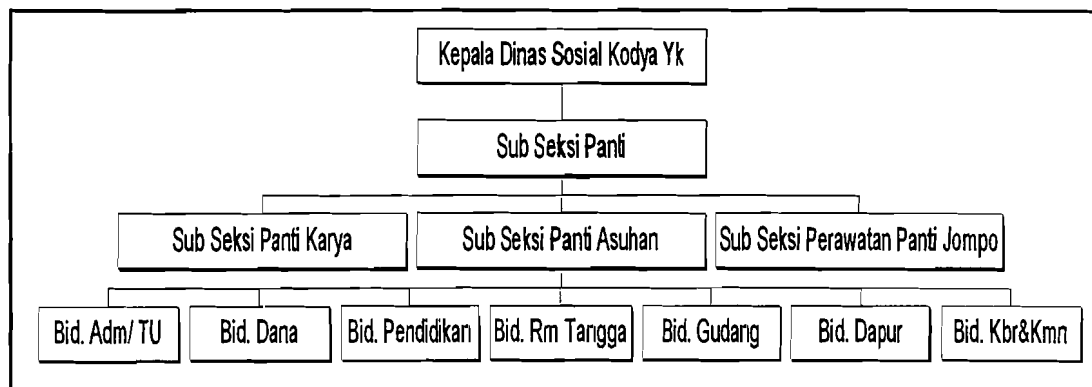 Kepala Dinas Sosial Kodya Yk
Sub Seksi Panti
Sub Seksi Panti Karya
Sub Seksi Panti Asuhan
Sub Seksi Perawatan Panti Jompo
Bid. Adm/ TU
Bid. Dana
Bid. Pendidikan
Bid. Rm Tangga
Bid. Gudang
Bid. Dapur
Bid. Kbr&Kmn